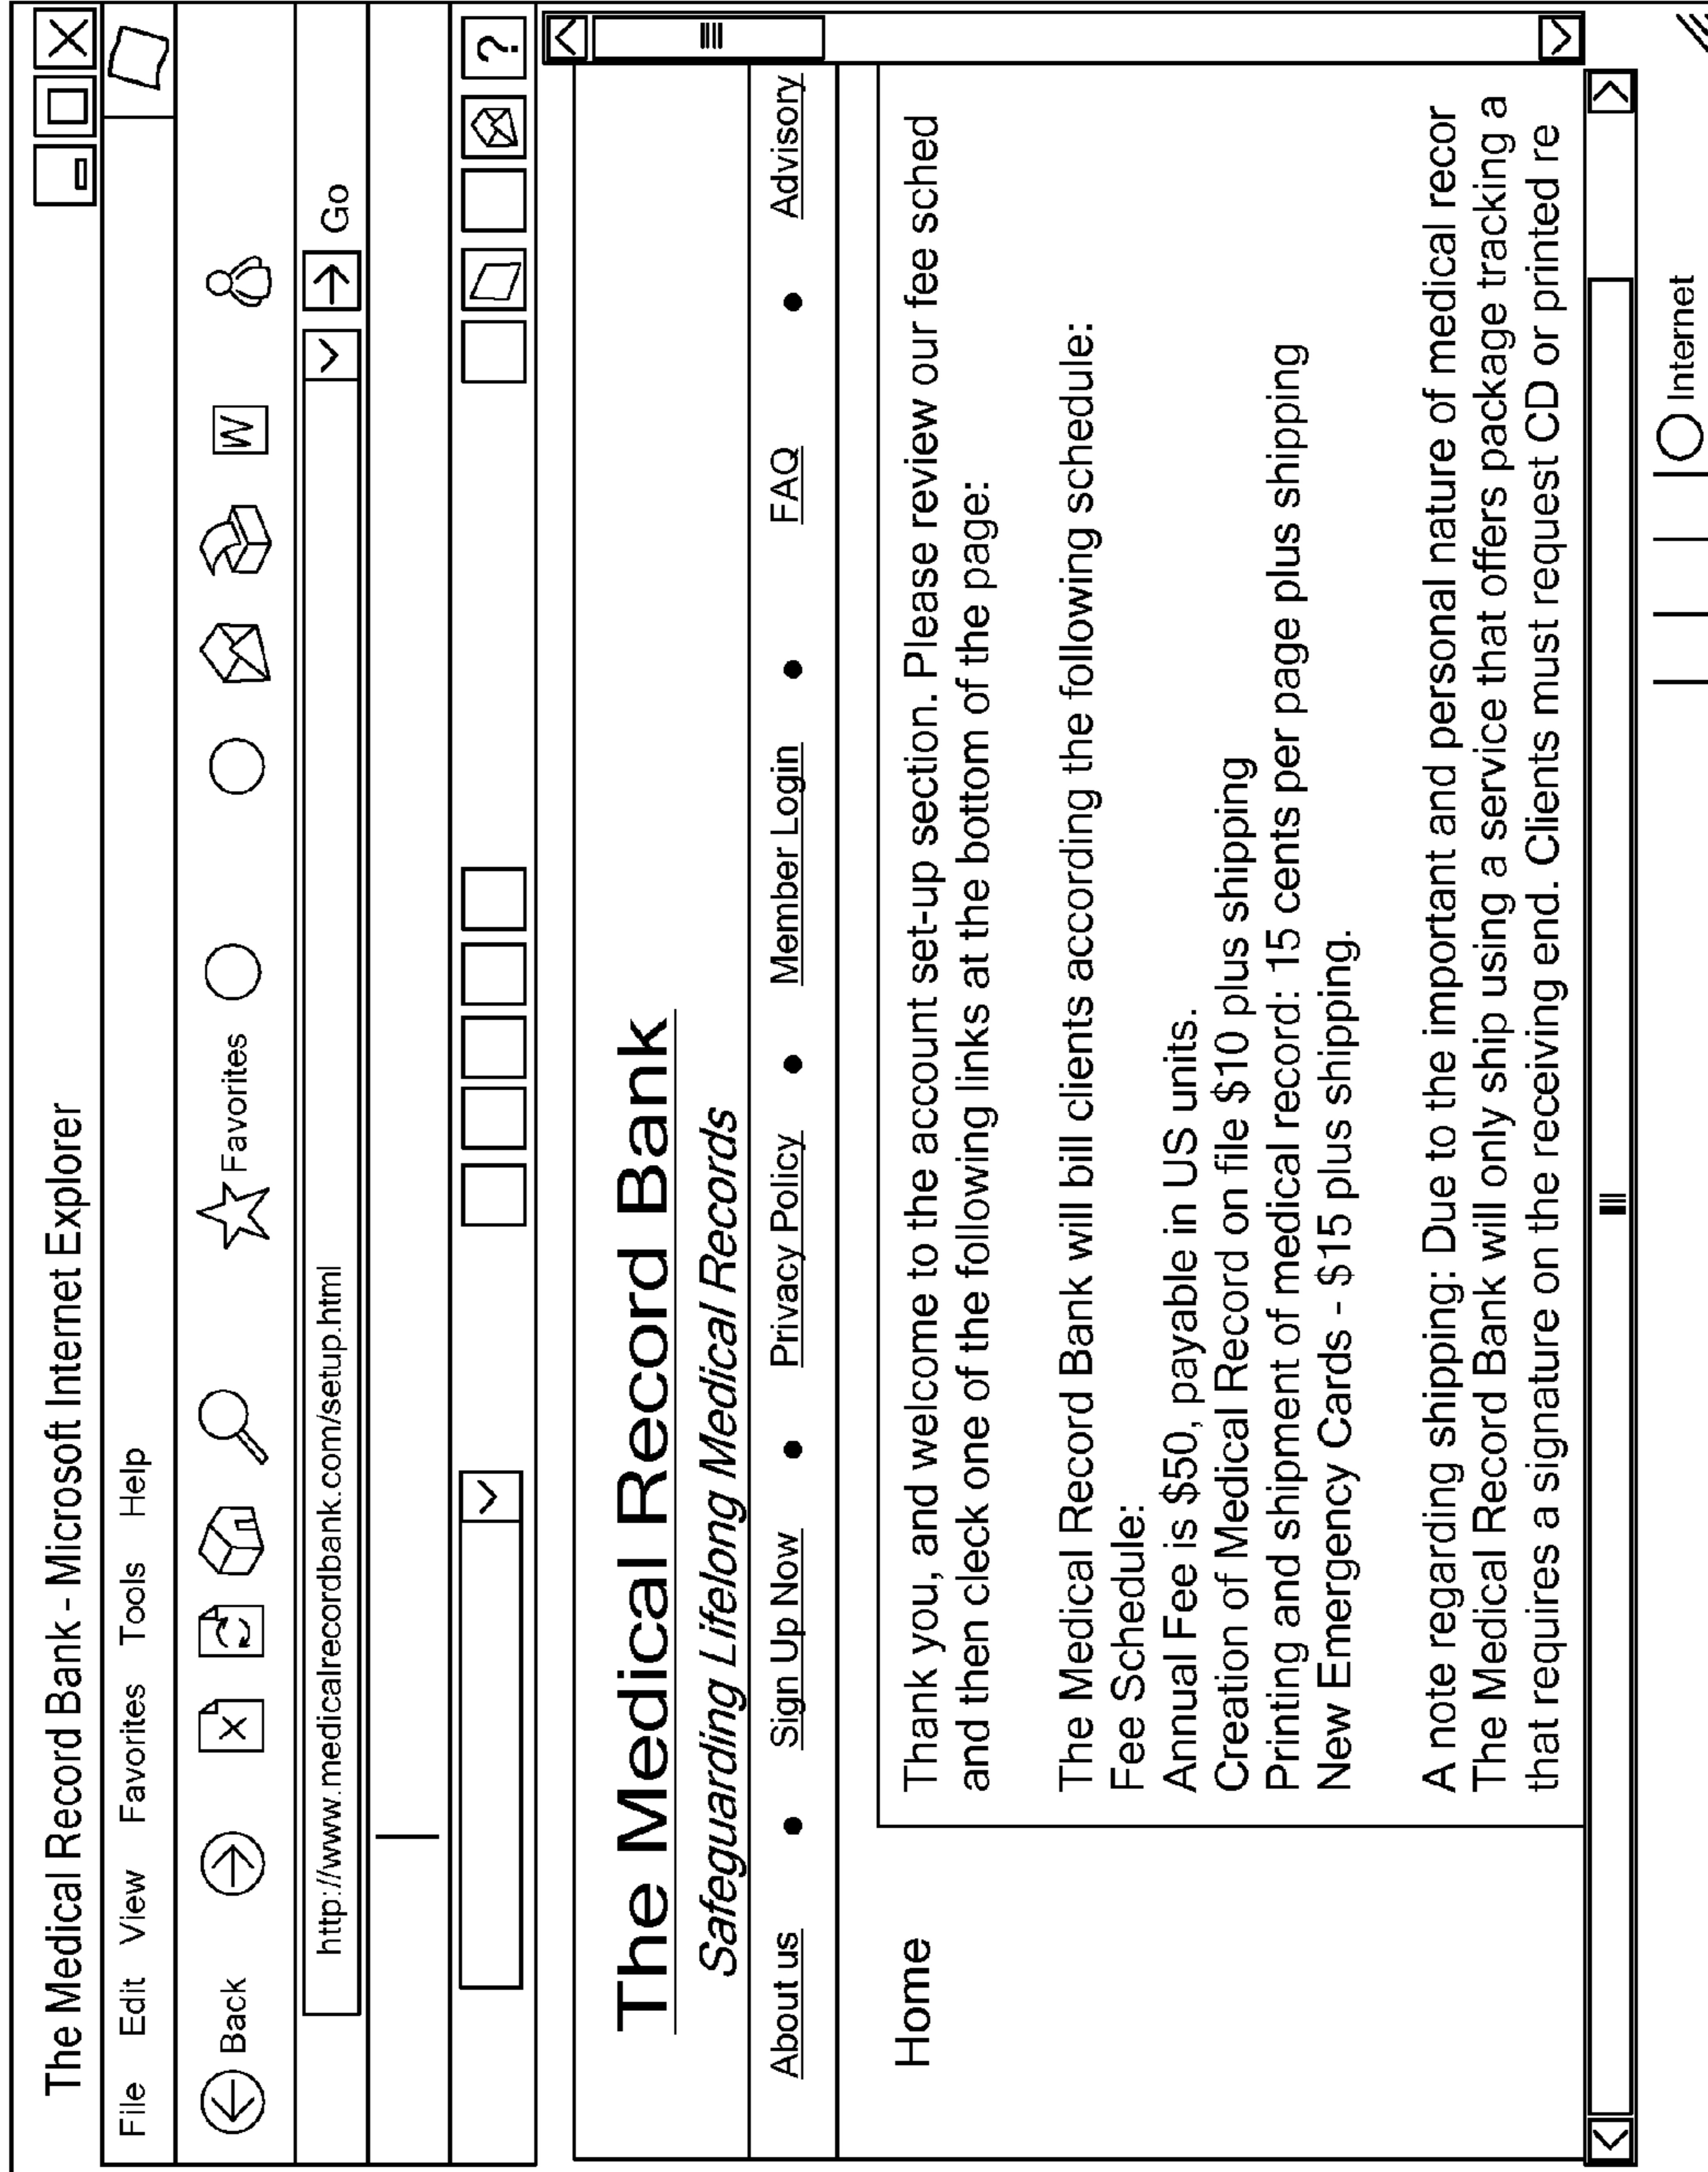 The Medical Record Bank - Microsoft Internet Explorer
File Edit View Favorites Tools Help
Back Favorites W
http://www.medicalrecordbank.com/setup.html Go
?
The Medical Record Bank
Safeguarding Lifelong Medical Records
About us • Sign Up Now • Privacy Policy • Member Login • FAQ • Advisory
Home
Thank you, and welcome to the account set-up section. Please review our fee sched
and then cleck one of the following links at the bottom of the page:
The Medical Record Bank will bill clients according the following schedule:
Fee Schedule:
Annual Fee is $50, payable in US units.
Creation of Medical Record on file $10 plus shipping
Printing and shipment of medical record: 15 cents per page plus shipping
New Emergency Cards - $15 plus shipping.
A note regarding shipping: Due to the important and personal nature of medical recor
The Medical Record Bank will only ship using a service that offers package tracking a
that requires a signature on the receiving end. Clients must request CD or printed re
Internet